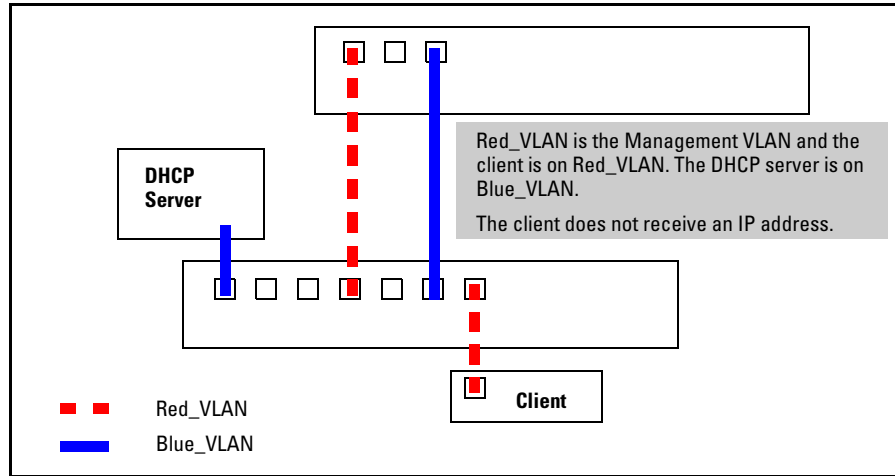 Red_VLAN is the Management VLAN and the
client is on Red_VLAN. The DHCP server is on
Blue_VLAN.
The client does not receive an IP address.
DHCP
Server
Client
Red_VLAN
Blue_VLAN